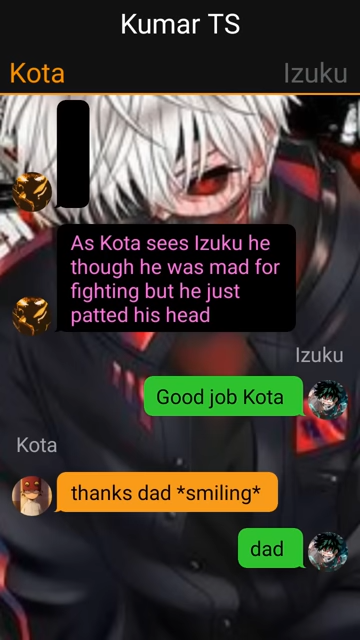 Kumar TS
Kota Izuku
As Kota sees Izuku he
though he was mad for
fighting but he just
patted his head
Izuku
Good job Kota
Kota
thanks dad *smiling*
dad